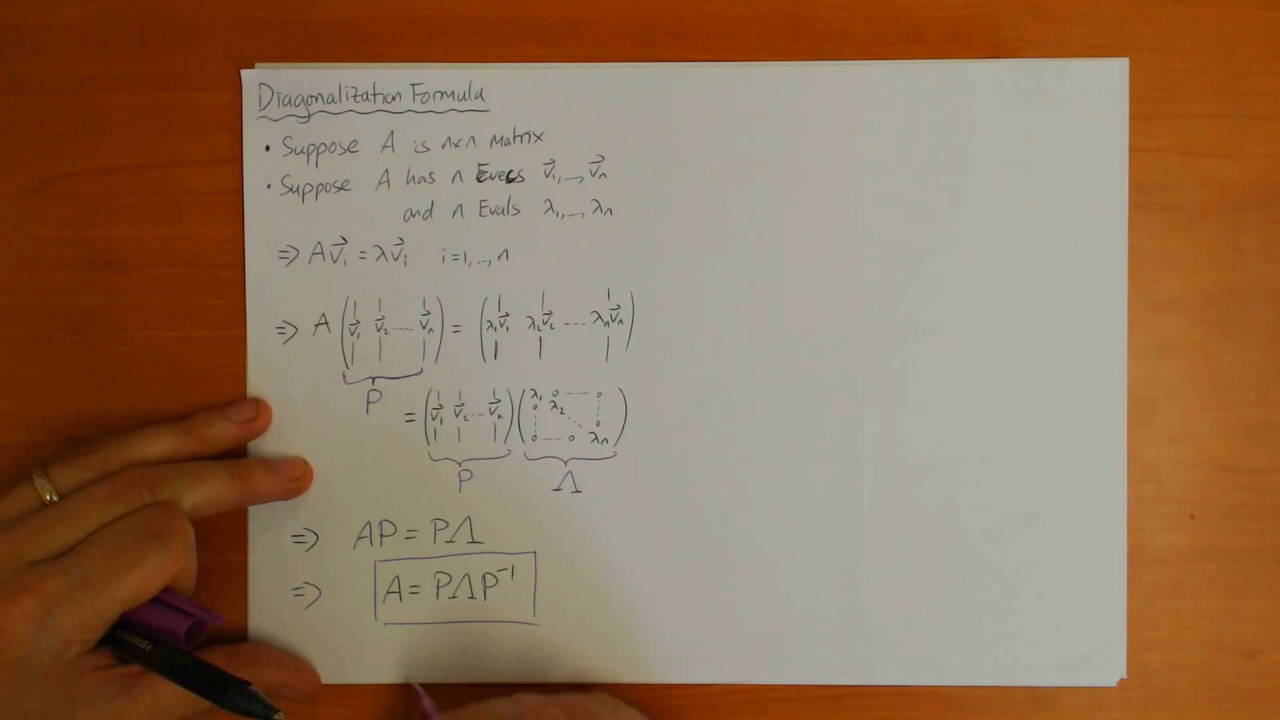 Diagonalization Formula
• Suppose A is n×n Matrix
• Suppose A has n Evecs v⃗₁,...,v⃗ₙ
and n Evals λ₁,...,λₙ
⇒ Av⃗ᵢ = λv⃗ᵢ i=1,...,n
⇒ A (v⃗₁ v⃗₂ .... v⃗ₙ) = (λ₁v⃗₁ λ₂v⃗₂ .... λₙv⃗ₙ)
P
= (v⃗₁ v⃗₂ ... v⃗ₙ) (λ₁ 0 -- 0
0 λ₂
0
0 -- 0 λₙ)
P Λ
⇒ AP = PΛ
⇒ A = PΛP⁻¹